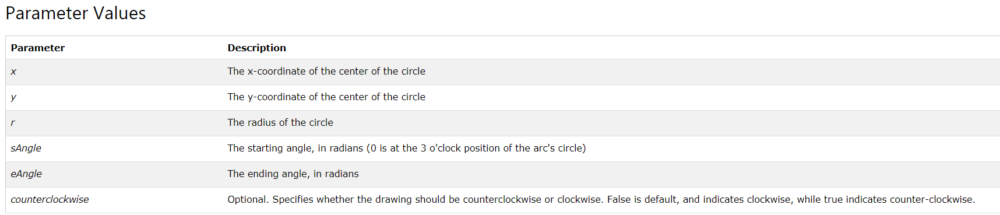 Parameter Values
Parameter Description
x The x-coordinate of the center of the circle
y The y-coordinate of the center of the circle
r The radius of the circle
sAngle The starting angle, in radians (0 is at the 3 o'clock position of the arc's circle)
eAngle The ending angle, in radians
counterclockwise Optional. Specifies whether the drawing should be counterclockwise or clockwise. False is default, and indicates clockwise, while true indicates counter-clockwise.